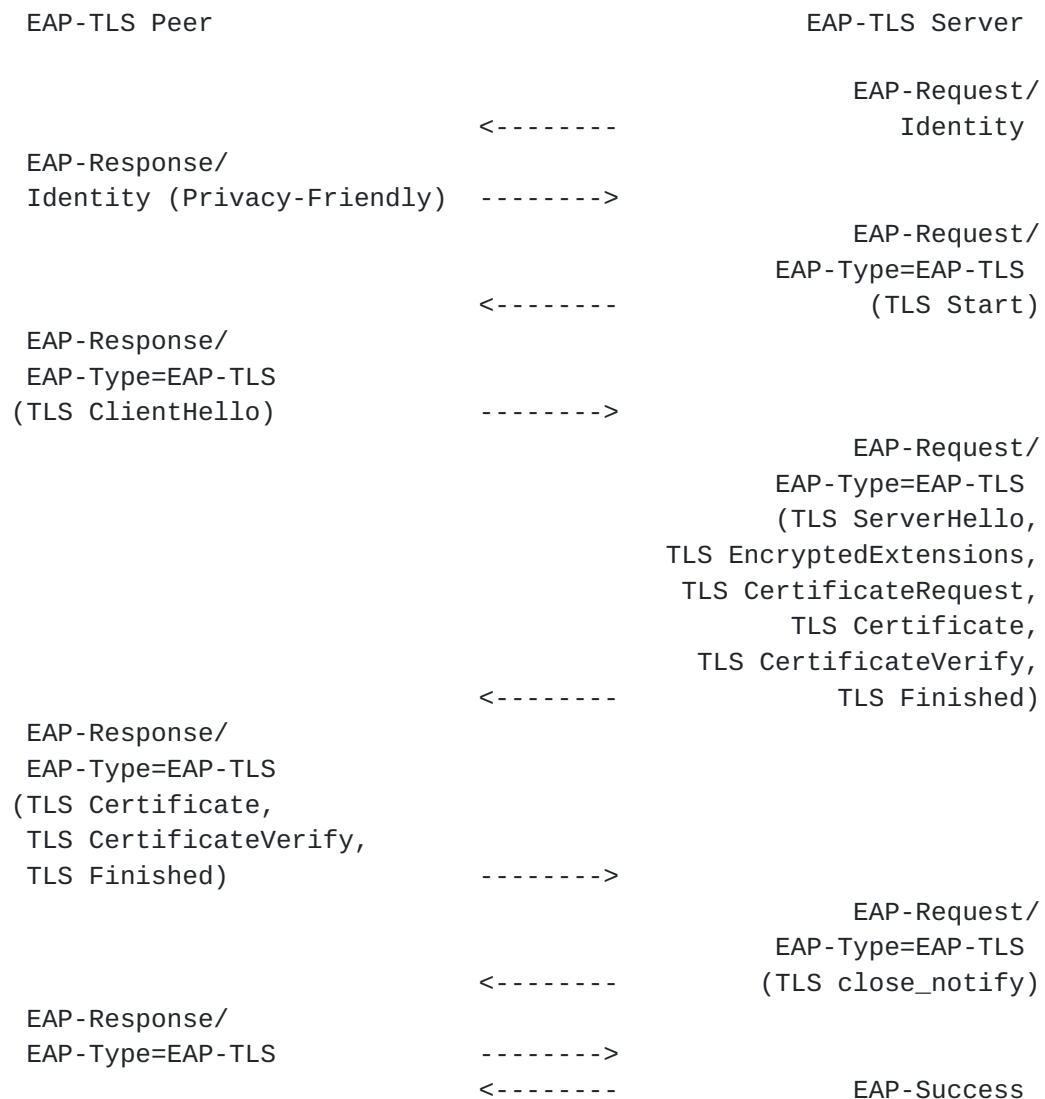 EAP-TLS Peer                                      EAP-TLS Server
EAP-Request/
<--------                  Identity
EAP-Response/
Identity (Privacy-Friendly)  -------->
EAP-Request/
EAP-Type=EAP-TLS
<--------                (TLS Start)
EAP-Response/
EAP-Type=EAP-TLS
(TLS ClientHello)             -------->
EAP-Request/
EAP-Type=EAP-TLS
(TLS ServerHello,
TLS EncryptedExtensions,
TLS CertificateRequest,
TLS Certificate,
TLS CertificateVerify,
<--------              TLS Finished)
EAP-Response/
EAP-Type=EAP-TLS
(TLS Certificate,
TLS CertificateVerify,
TLS Finished)                -------->
EAP-Request/
EAP-Type=EAP-TLS
<--------         (TLS close_notify)
EAP-Response/
EAP-Type=EAP-TLS             -------->
<--------               EAP-Success